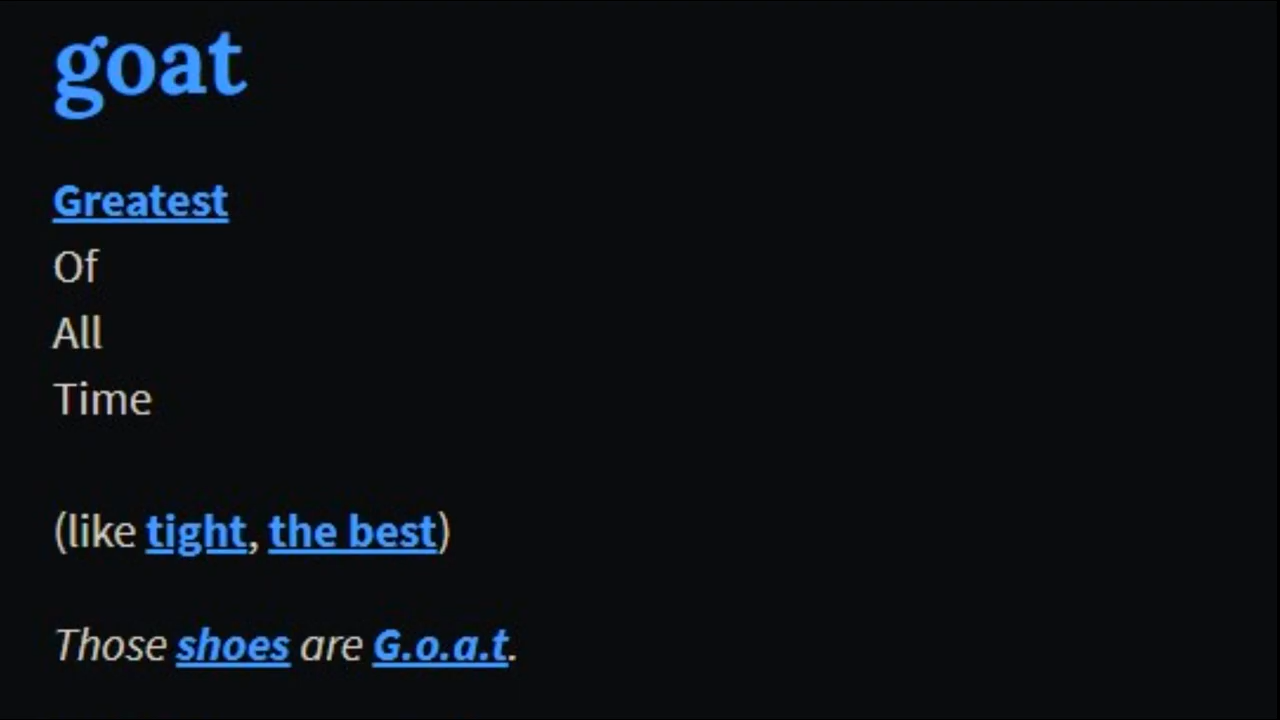 goat
Greatest
Of
All
Time
(like tight, the best)
Those shoes are G.o.a.t.